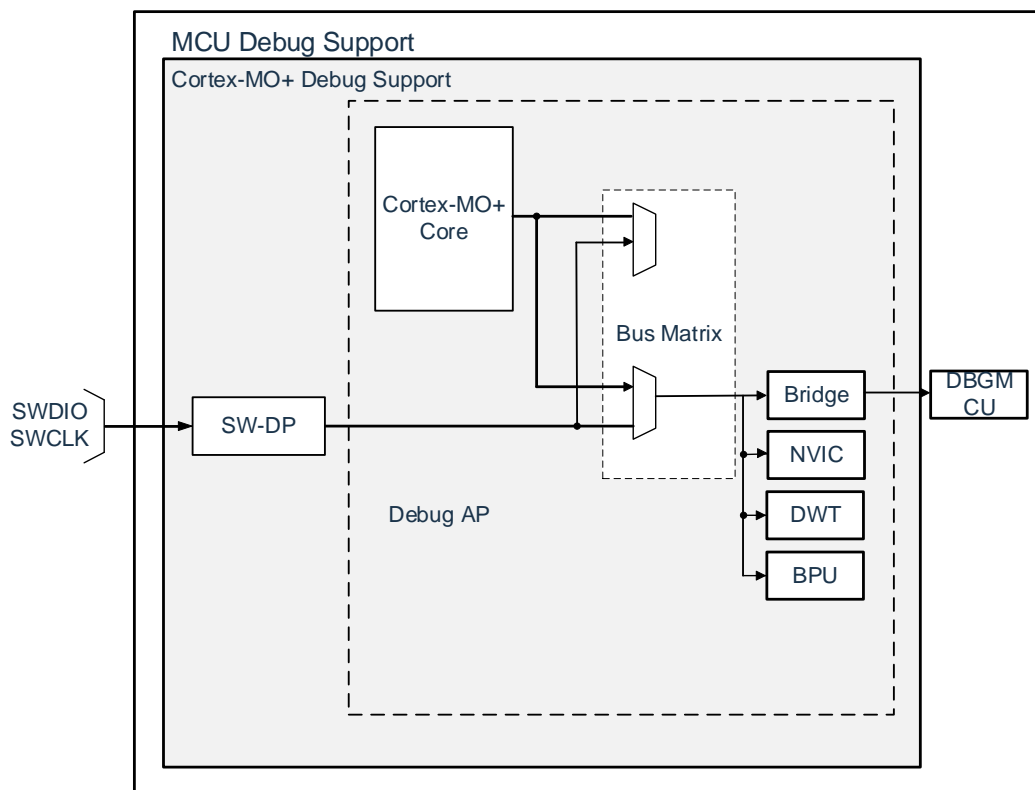 MCU Debug Support
Cortex-MO+ Debug Support
Cortex-MO+
Core
Bus Matrix
SWDIO
SWCLK
SW-DP
Bridge
DBGM
CU
NVIC
Debug AP
DWT
BPU